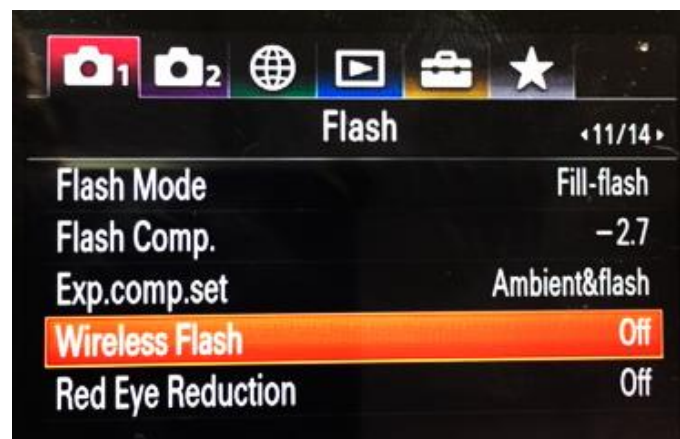 1 2
Flash ◂11/14▸
Flash Mode Fill-flash
Flash Comp. −2.7
Exp.comp.set Ambient&flash
Wireless Flash Off
Red Eye Reduction Off